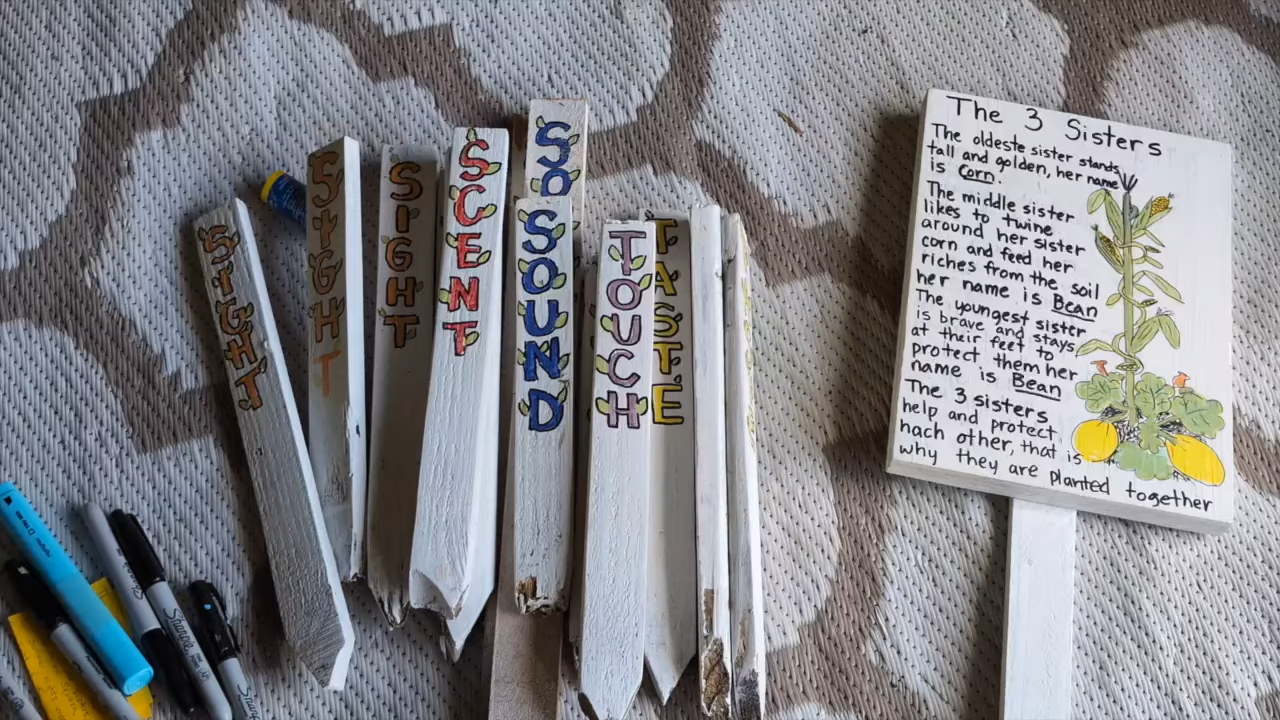 SIGHT
SIGHT
SIGHT
SCENT
SO
SOUND
TOUCH
TASTE
The 3 Sisters
The oldeste sister stands
tall and golden, her name
is Corn.
The middle sister
likes to twine
around her sister
corn and feed her
riches from the soil
her name is Bean
The youngest sister
is brave and stays
at their feet to
protect them her
name is Bean
The 3 sisters
help and protect
hach other, that is
why they are planted together
Sharpie